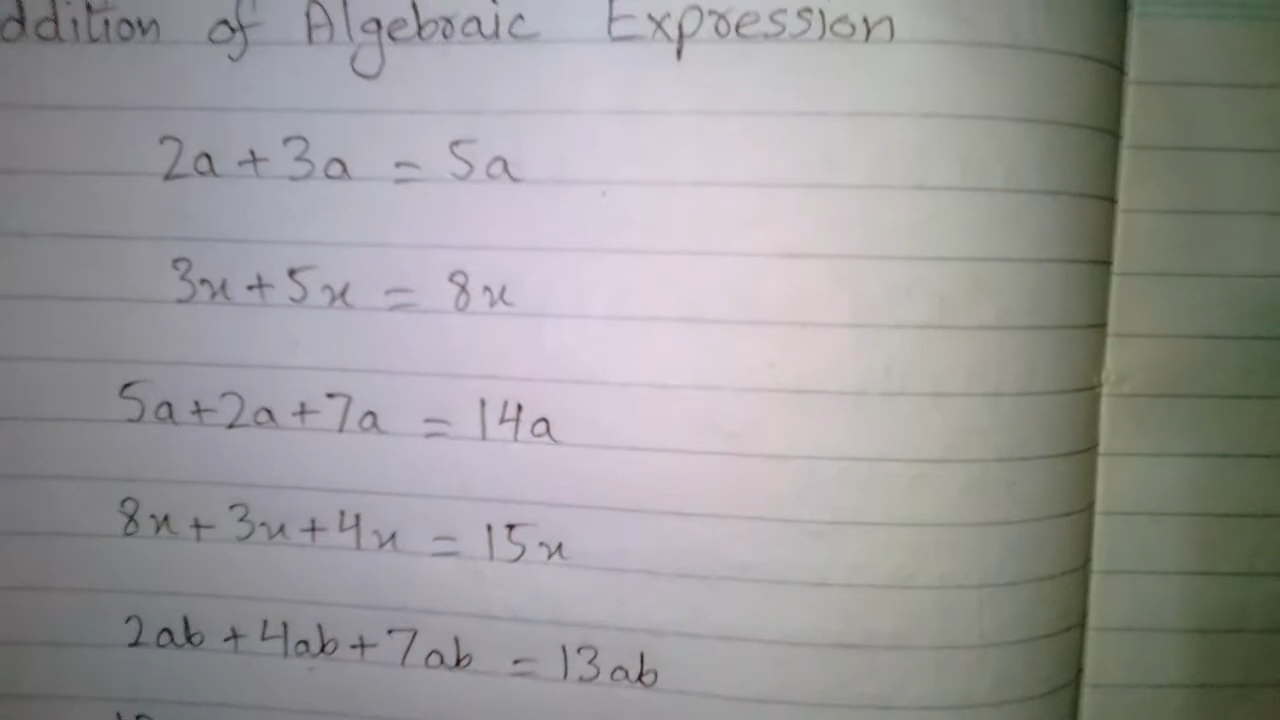 ddition of Algebraic Expression
2a + 3a = 5a
3x + 5x = 8x
5a + 2a + 7a = 14a
8x + 3x + 4x = 15x
2ab + 4ab + 7ab = 13ab